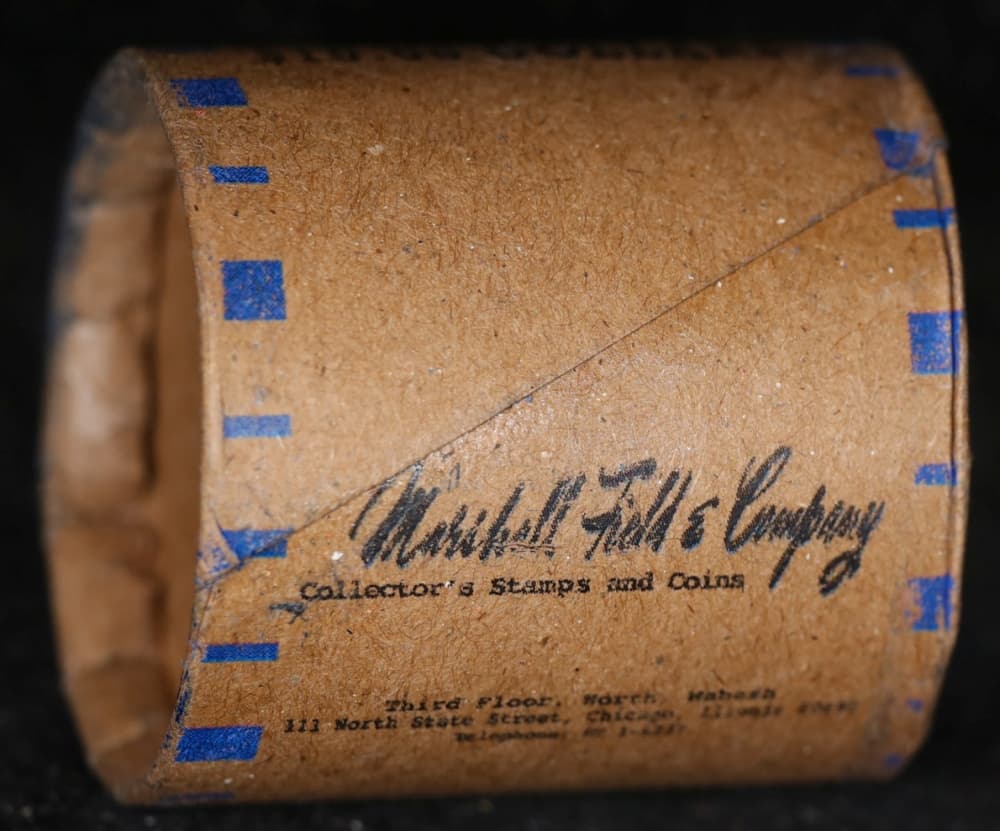 Marshall Field & Company
Collector's Stamps and Coins
Third Floor, North, Wabash
111 North State Street, Chicago, Illinois
Telephone: